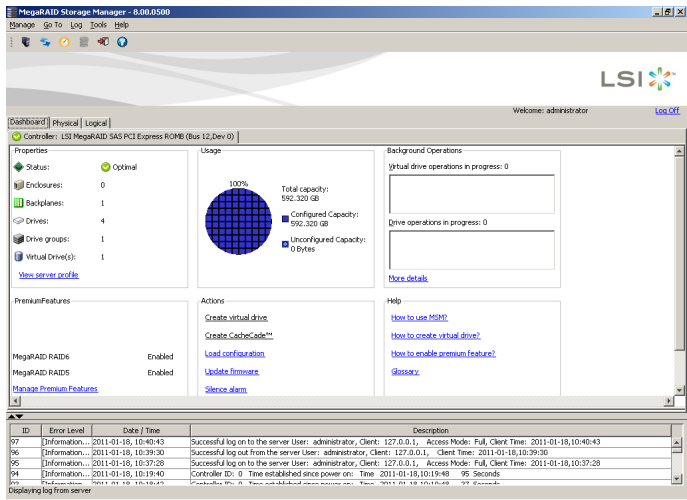 MegaRAID Storage Manager - 8.00.0500
Manage Go To Log Tools Help
LSI
Welcome: administrator Log Off
Dashboard Physical Logical
Controller: LSI MegaRAID SAS PCI Express ROMB (Bus 12,Dev 0)
Properties
Status: Optimal
Enclosures: 0
Backplanes: 1
Drives: 4
Drive groups: 1
Virtual Drive(s): 1
View server profile
Usage
100%
Total capacity:
592.320 GB
Configured Capacity:
592.320 GB
Unconfigured Capacity:
0 Bytes
Background Operations
Virtual drive operations in progress: 0
Drive operations in progress: 0
More details
PremiumFeatures
MegaRAID RAID6 Enabled
MegaRAID RAID5 Enabled
Manage Premium Features
Actions
Create virtual drive
Create CacheCade™
Load configuration
Update firmware
Silence alarm
Help
How to use MSM?
How to create virtual drive?
How to enable premium feature?
Glossary
ID Error Level Date / Time Description
97 [Information... 2011-01-18, 10:40:43 Successful log on to the server User: administrator, Client: 127.0.0.1, Access Mode: Full, Client Time: 2011-01-18,10:40:43
96 [Information... 2011-01-18, 10:39:30 Successful log out from the server User: administrator, Client: 127.0.0.1, Client Time: 2011-01-18,10:39:30
95 [Information... 2011-01-18, 10:37:28 Successful log on to the server User: administrator, Client: 127.0.0.1, Access Mode: Full, Client Time: 2011-01-18,10:37:28
94 [Information... 2011-01-18, 10:19:40 Controller ID: 0 Time established since power on: Time 2011-01-18,10:19:48 95 Seconds
Displaying log from server